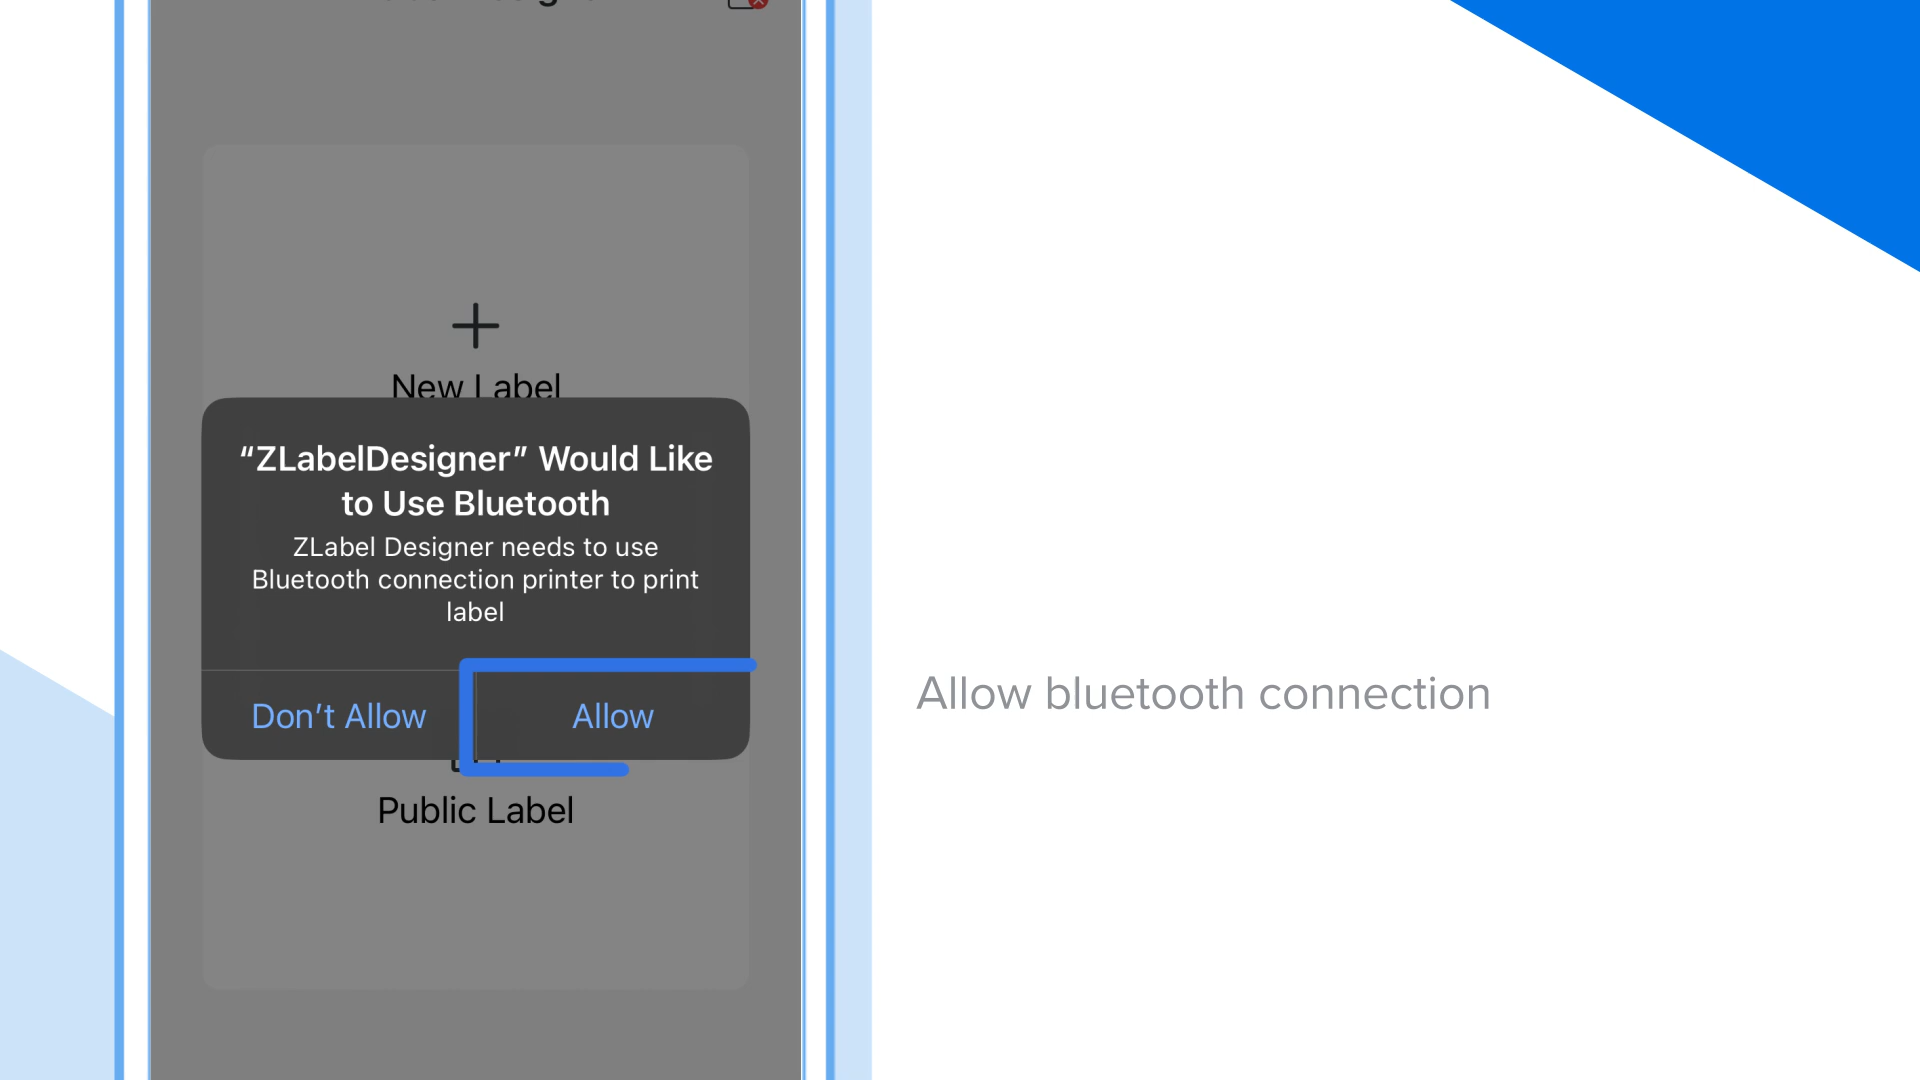 New Label
“ZLabelDesigner” Would Like
to Use Bluetooth
ZLabel Designer needs to use
Bluetooth connection printer to print
label
Don’t Allow
Allow
Public Label
Allow bluetooth connection